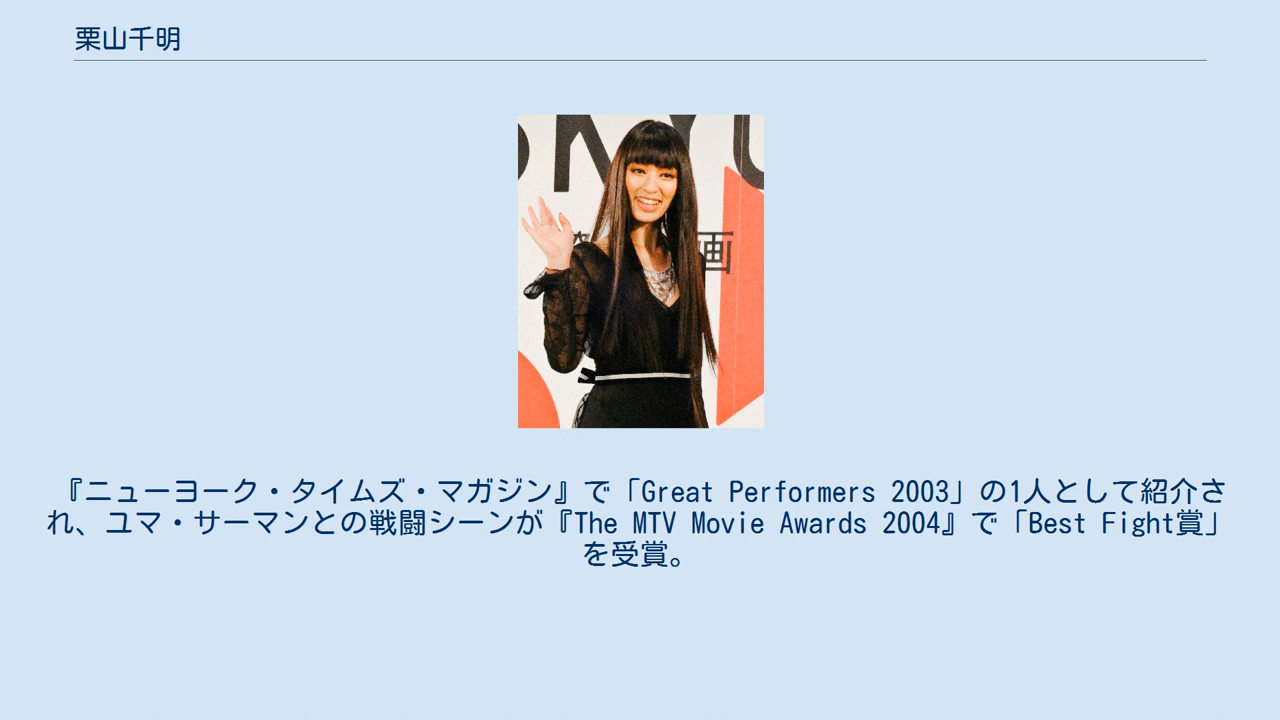 栗山千明
画
『ニューヨーク・タイムズ・マガジン』で「Great Performers 2003」の1人として紹介さ
れ、ユマ・サーマンとの戦闘シーンが『The MTV Movie Awards 2004』で「Best Fight賞」
を受賞。